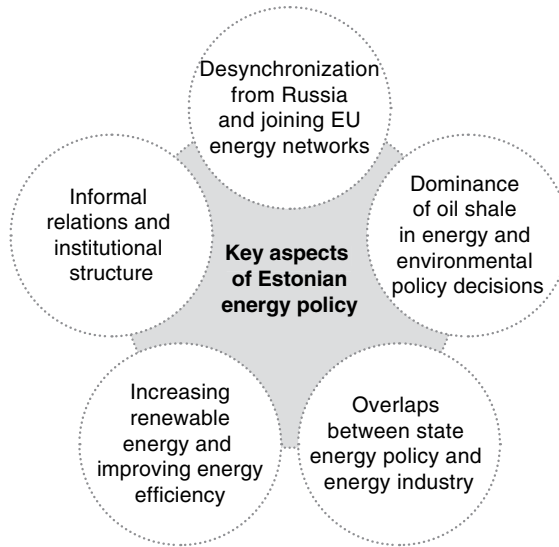 Desynchronization
from Russia
and joining EU
energy networks
Dominance
of oil shale
in energy and
environmental
policy decisions
Overlaps
between state
energy policy and
energy industry
Increasing
renewable
energy and
improving energy
efficiency
Informal
relations and
institutional
structure
Key aspects
of Estonian
energy policy